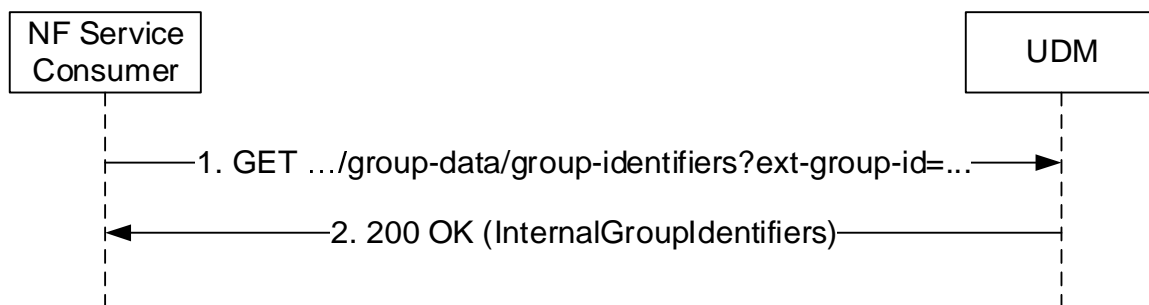 NF Service
Consumer
UDM
1. GET …/group-data/group-identifiers?ext-group-id=...
2. 200 OK (InternalGroupIdentifiers)